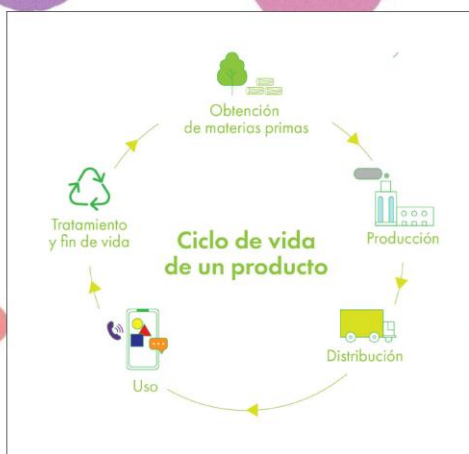 Obtención
de materias primas
Producción
Distribución
Uso
Tratamiento
y fin de vida
Ciclo de vida
de un producto